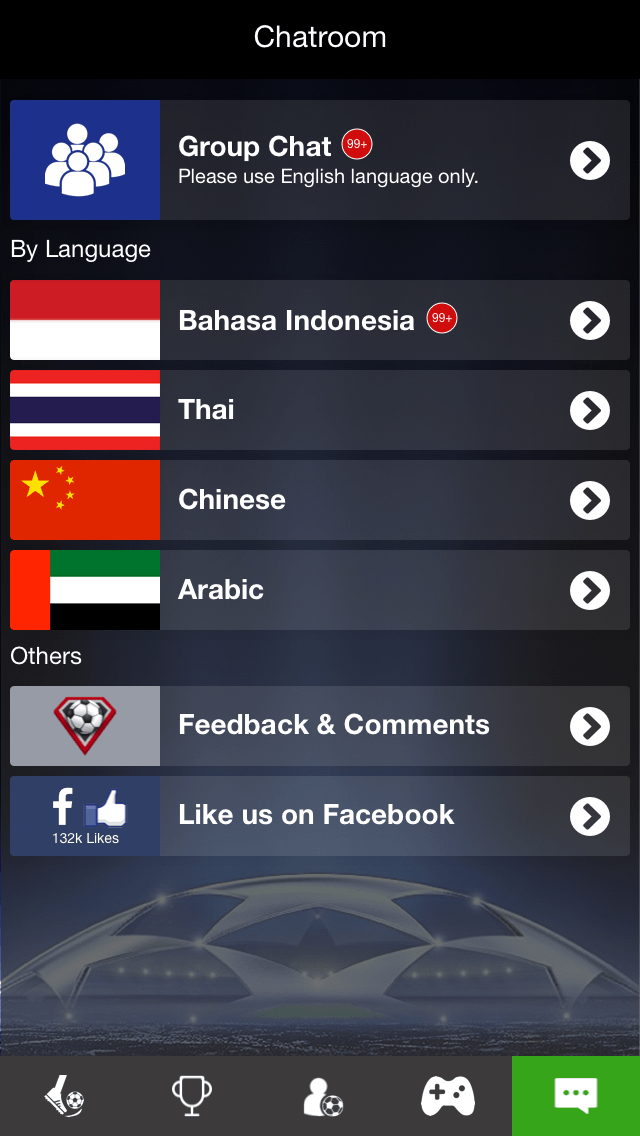 Chatroom
Group Chat 99+
Please use English language only.
By Language
Bahasa Indonesia 99+
Thai
Chinese
Arabic
Others
Feedback & Comments
Like us on Facebook
132k Likes